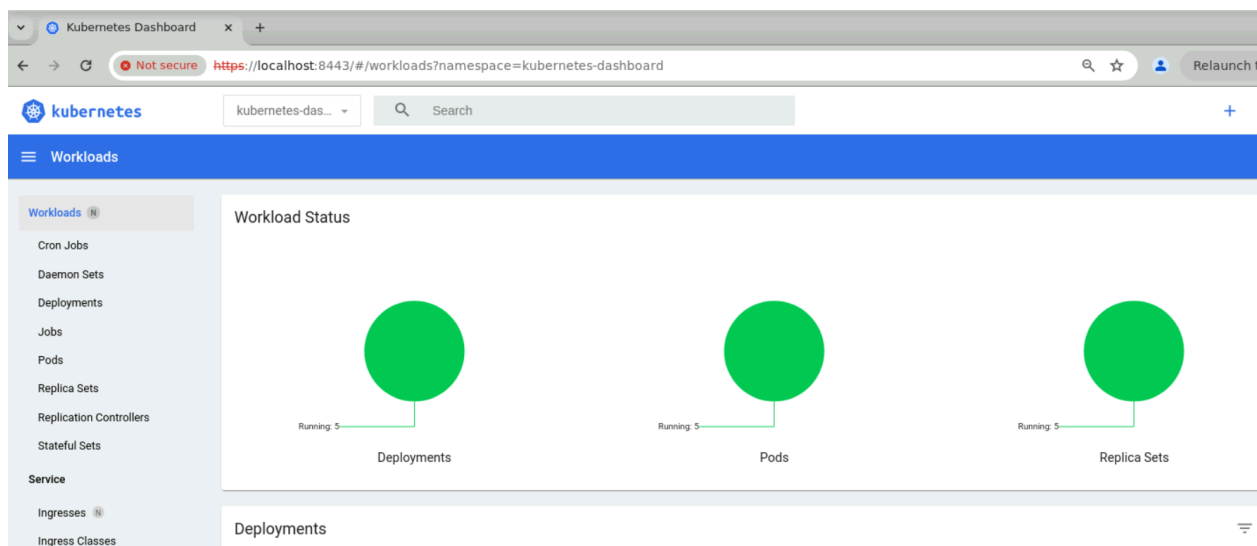 Kubernetes Dashboard
Not secure https://localhost:8443/#/workloads?namespace=kubernetes-dashboard Relaunch t
kubernetes kubernetes-das... Search
Workloads
Workloads N
Cron Jobs
Daemon Sets
Deployments
Jobs
Pods
Replica Sets
Replication Controllers
Stateful Sets
Service
Ingresses N
Ingress Classes
Workload Status
Running: 5 Running: 5 Running: 5
Deployments Pods Replica Sets
Deployments